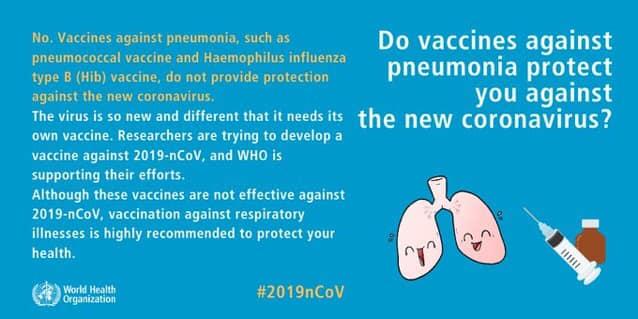 No. Vaccines against pneumonia, such as
pneumococcal vaccine and Haemophilus influenza
type B (Hib) vaccine, do not provide protection
against the new coronavirus.
The virus is so new and different that it needs its
own vaccine. Researchers are trying to develop a
vaccine against 2019-nCoV, and WHO is
supporting their efforts.
Although these vaccines are not effective against
2019-nCoV, vaccination against respiratory
illnesses is highly recommended to protect your
health.
Do vaccines against
pneumonia protect
you against
the new coronavirus?
World Health
Organization
#2019nCoV